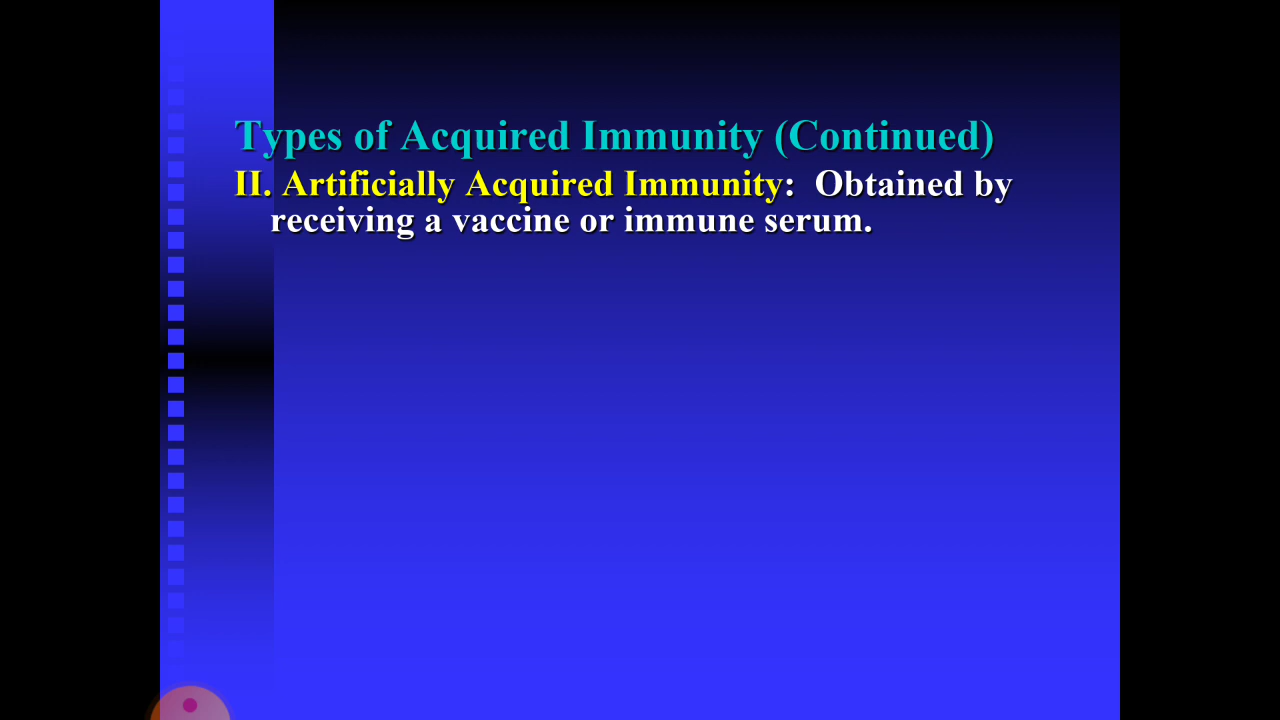 Types of Acquired Immunity (Continued)
II. Artificially Acquired Immunity:  Obtained by
receiving a vaccine or immune serum.